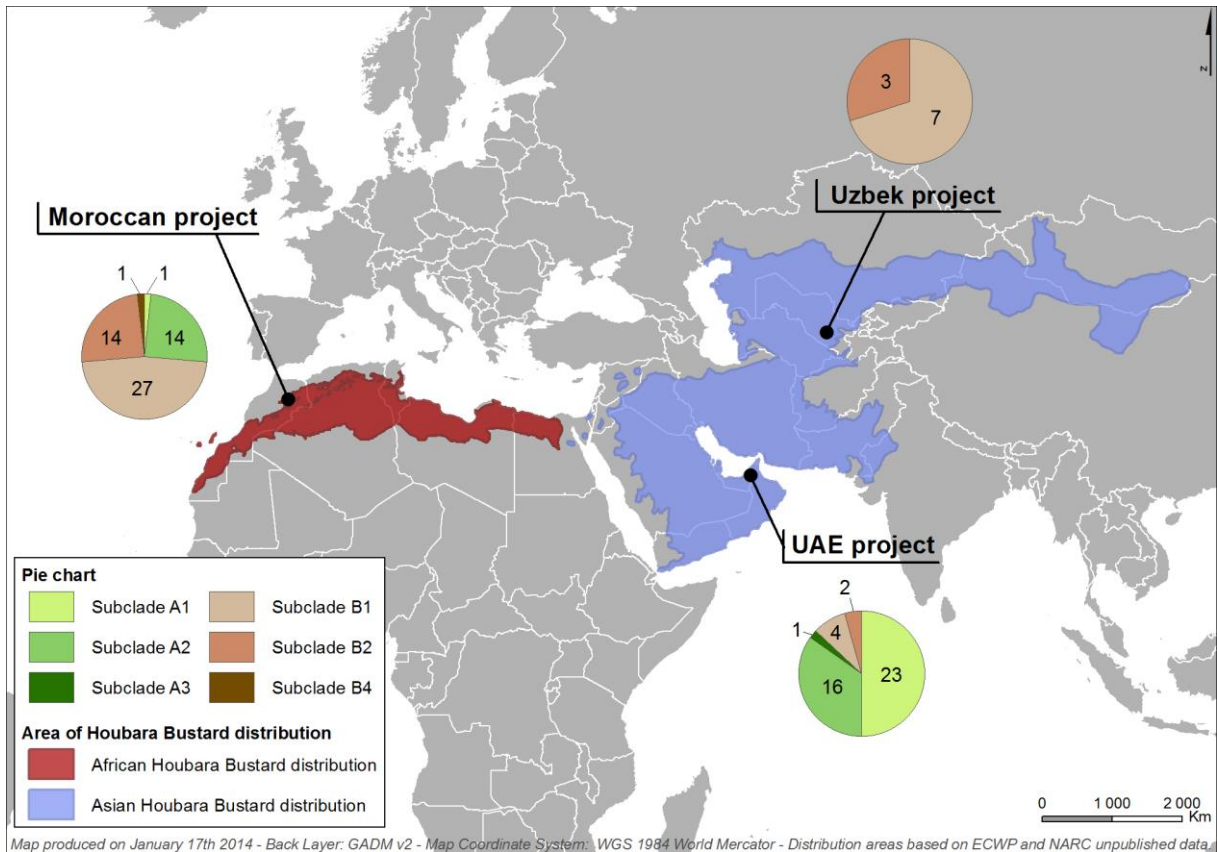 3
7
Uzbek project
Moroccan project
1 1
14 14
27
N
UAE project
2
1 4
16 23
Pie chart
Subclade A1 Subclade B1
Subclade A2 Subclade B2
Subclade A3 Subclade B4
Area of Houbara Bustard distribution
African Houbara Bustard distribution
Asian Houbara Bustard distribution
0 1 000 2 000
Km
Map produced on January 17th 2014 - Back Layer: GADM v2 - Map Coordinate System: WGS 1984 World Mercator - Distribution areas based on ECWP and NARC unpublished data.